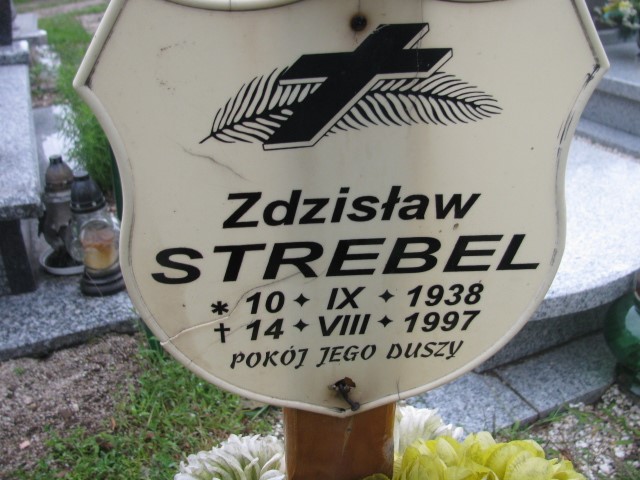 Zdzisław
STREBEL
* 10 ✦ IX ✦ 1938
✝ 14 ✦ VIII ✦ 1997
POKÓJ JEGO DUSZY